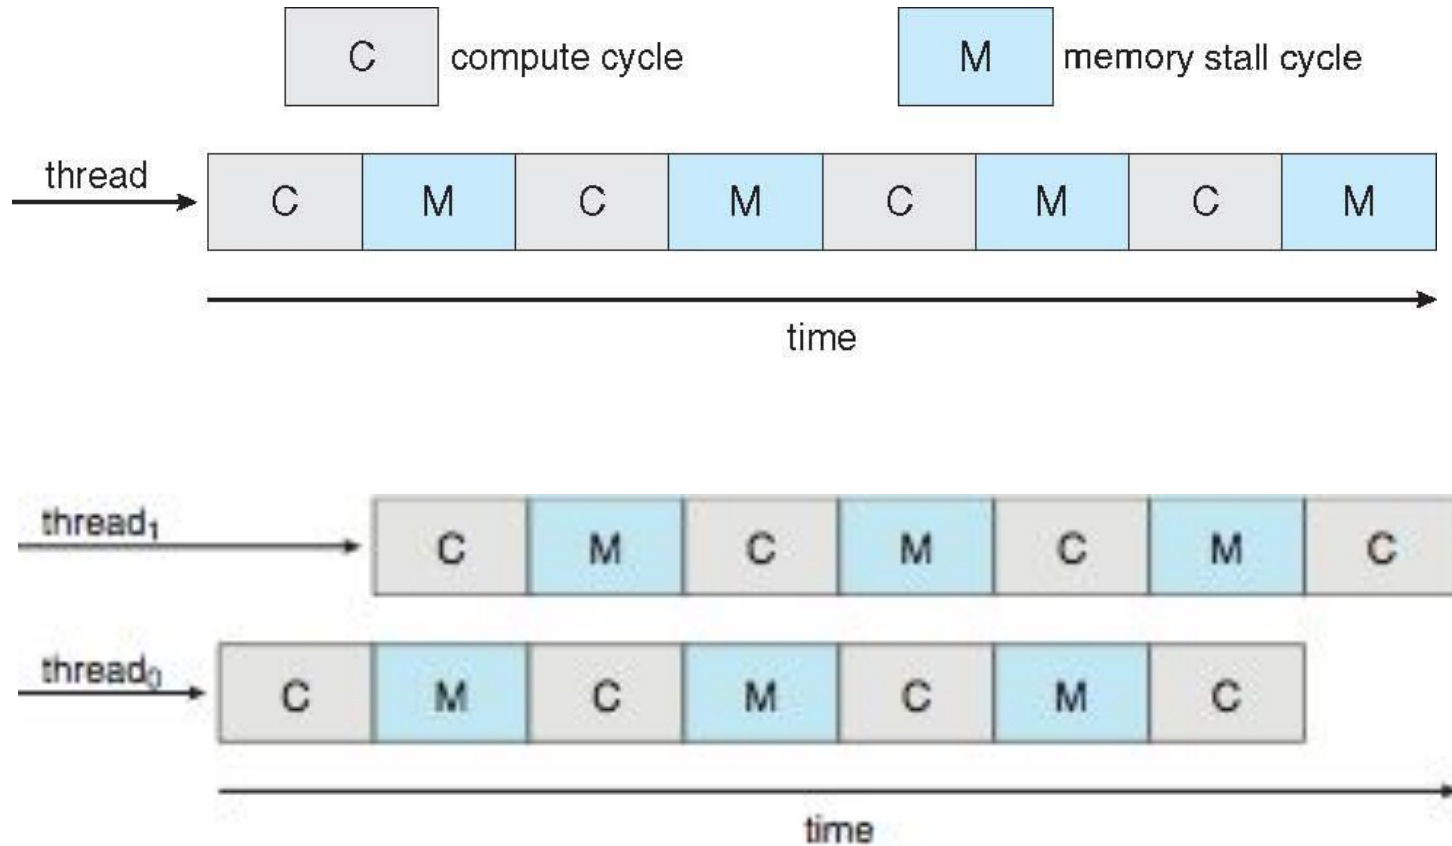 C compute cycle M memory stall cycle
thread
C M C M C M C M
time
thread₁
C M C M C M C
thread₀
C M C M C M C
time